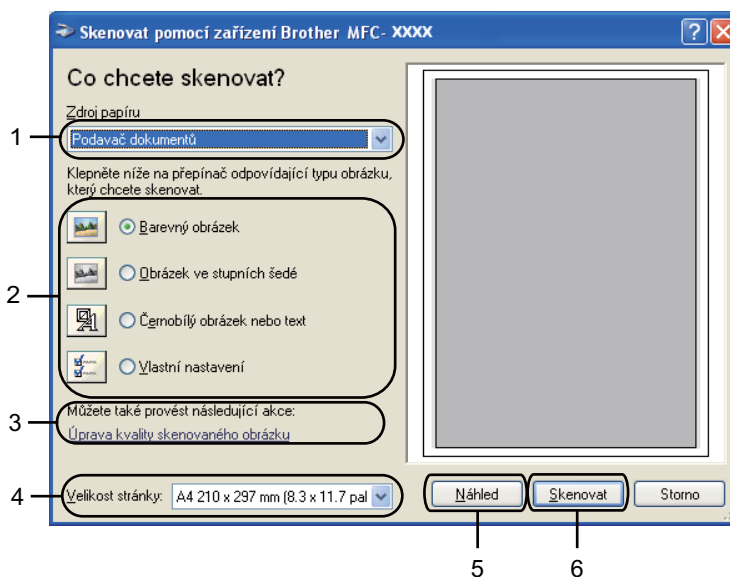 Skenovat pomocí zařízení Brother MFC- XXXX
Co chcete skenovat?
Zdroj papíru
1
Podavač dokumentů
Klepněte níže na přepínač odpovídající typu obrázku,
který chcete skenovat.
2
Barevný obrázek
Obrázek ve stupních šedé
Černobílý obrázek nebo text
Vlastní nastavení
3
Můžete také provést následující akce:
Úprava kvality skenovaného obrázku
4
Velikost stránky: A4 210 x 297 mm (8.3 x 11.7 pal
Náhled Skenovat Storno
5 6